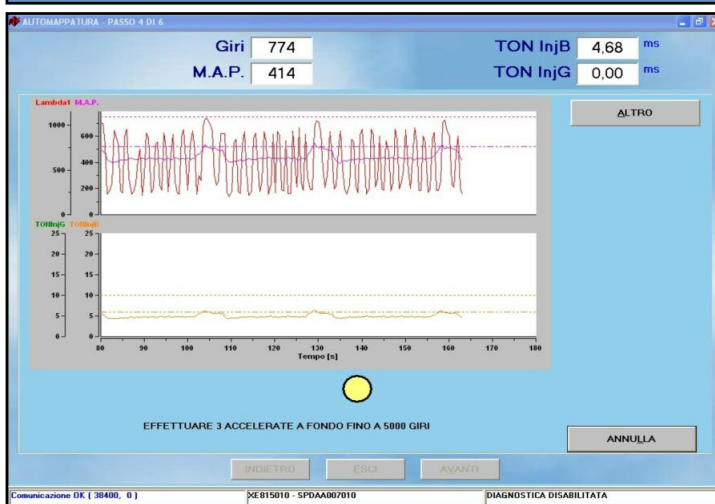 AUTOMAPPATURA - PASSO 4 DI 6
Giri 774 TON InjB 4,68 ms
M.A.P. 414 TON InjG 0,00 ms
Lambda1 M.A.P.
ALTRO
1000
600
500 400
200
0 0
TONInjG TONInjB
25 25
20 20
15 15
10 10
5 5
0 0
80 90 100 110 120 130 140 150 160 170 180
Tempo [s]
EFFETTUARE 3 ACCELERATE A FONDO FINO A 5000 GIRI
ANNULLA
INDIETRO ESCI AVANTI
Comunicazione OK ( 38400, 0 ) XE815010 - SPDAA007010 DIAGNOSTICA DISABILITATA